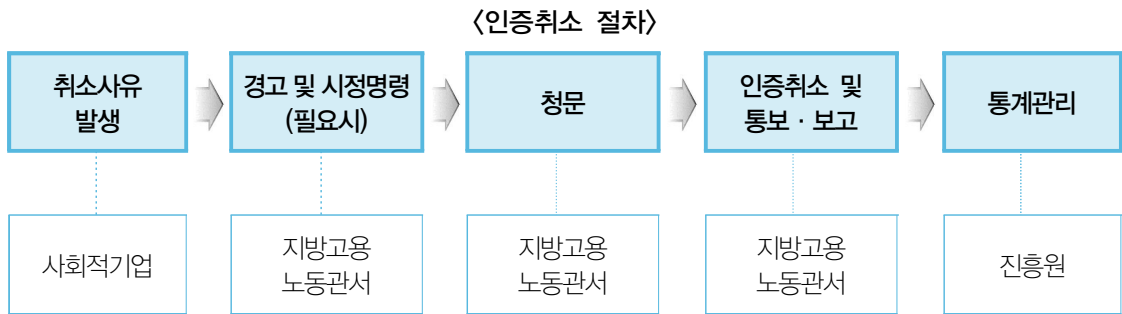 〈인증취소 절차〉
취소사유
발생
경고 및 시정명령
(필요시)
청문
인증취소 및
통보 · 보고
통계관리
사회적기업
지방고용
노동관서
지방고용
노동관서
지방고용
노동관서
진흥원